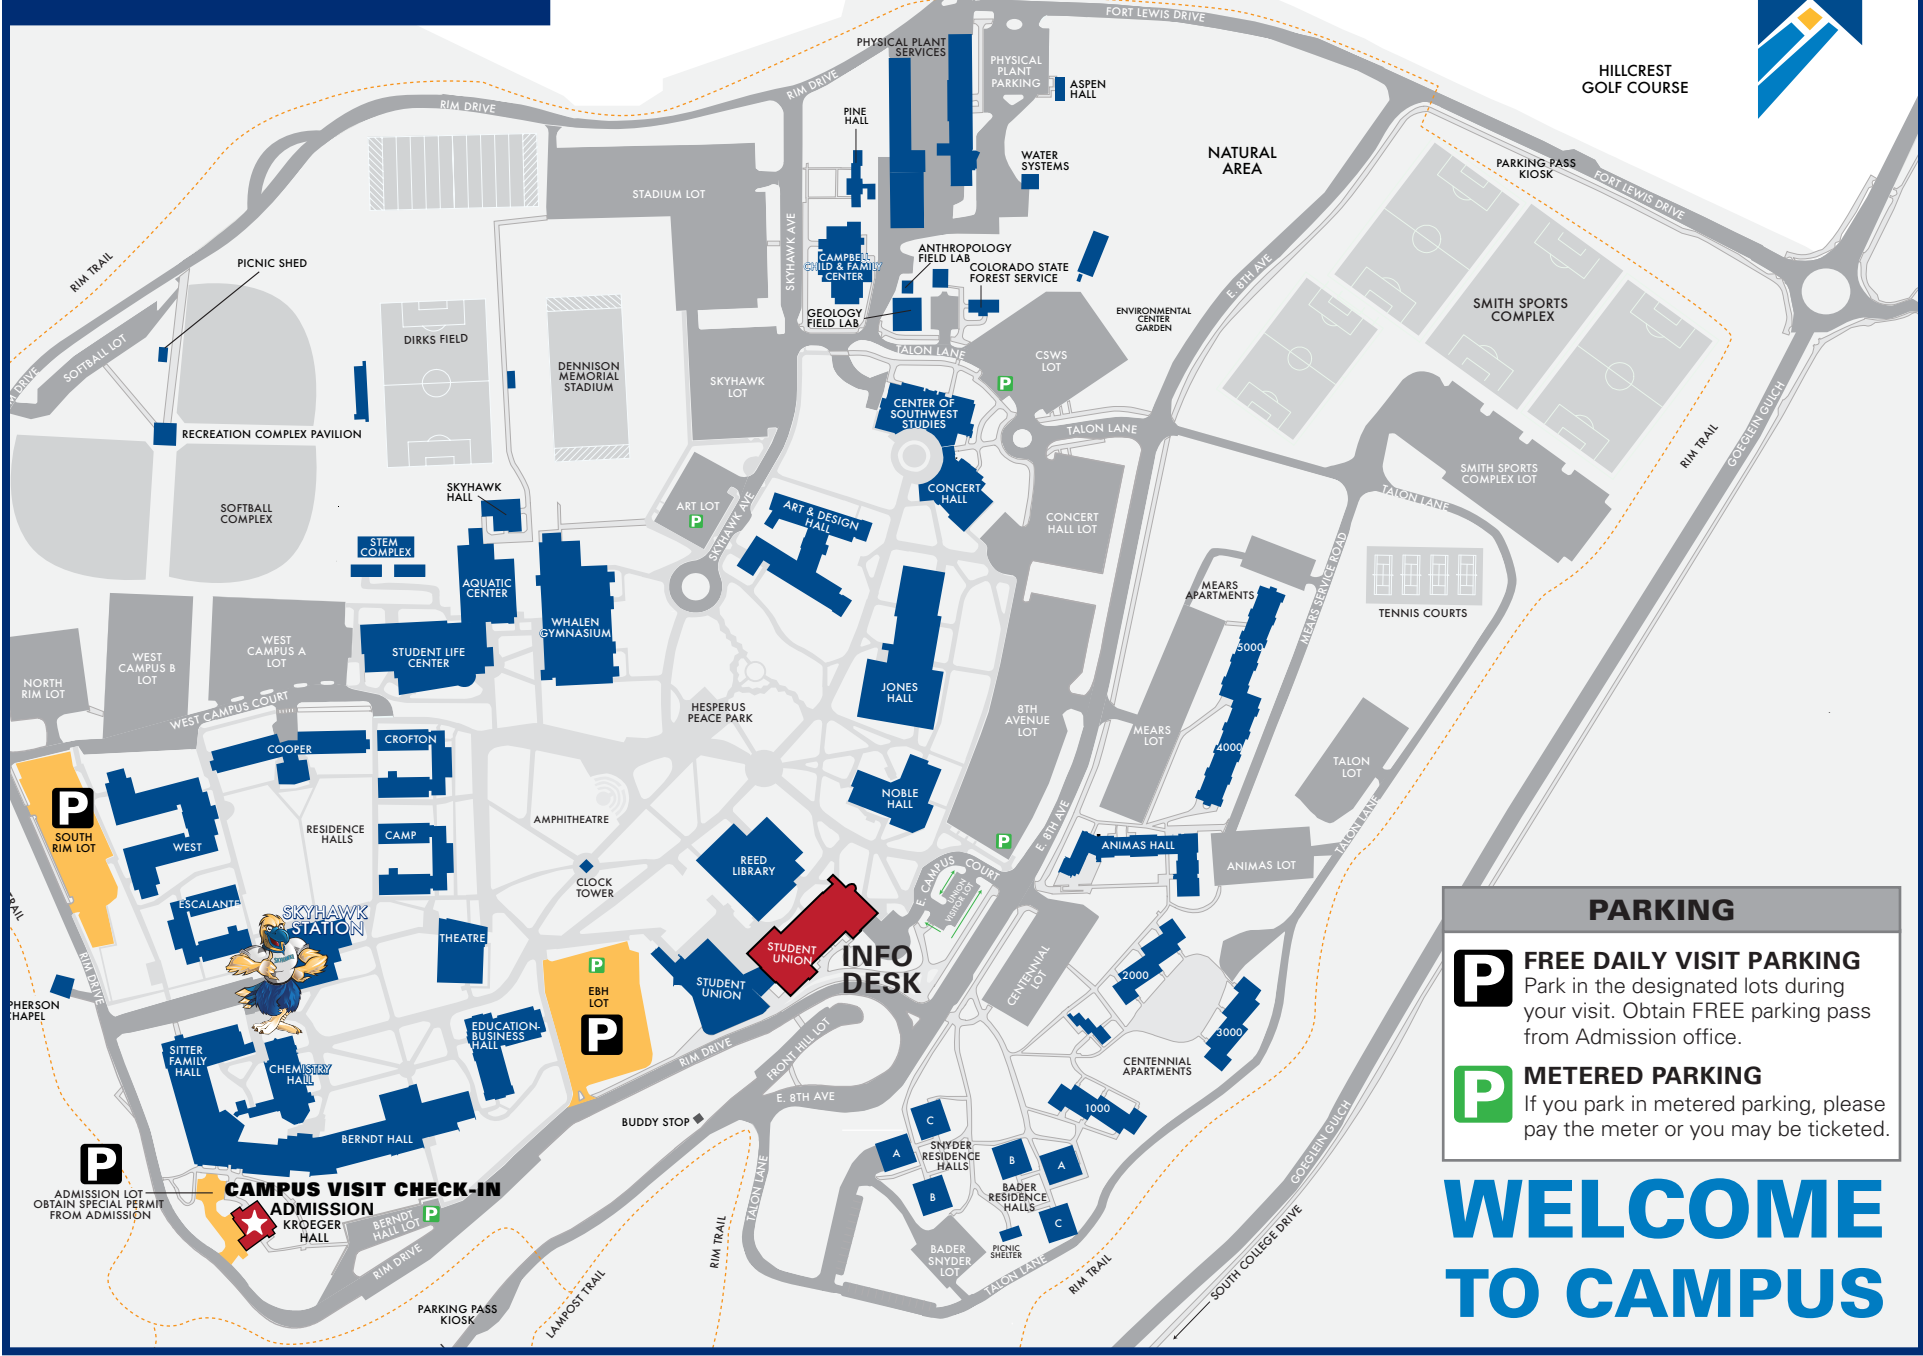 FORT LEWIS DRIVE
PHYSICAL PLANT
SERVICES
PHYSICAL
PLANT
PARKING
ASPEN
HALL
HILLCREST
GOLF COURSE
RIM DRIVE
RIM DRIVE
PINE
HALL
WATER
SYSTEMS
NATURAL
AREA
PARKING PASS
KIOSK
FORT LEWIS DRIVE
STADIUM LOT
SKYHAWK AVE
RIM TRAIL
PICNIC SHED
CAMPBELL
CHILD & FAMILY
CENTER
ANTHROPOLOGY
FIELD LAB
COLORADO STATE
FOREST SERVICE
GEOLOGY
FIELD LAB
E. 8TH AVE
ENVIRONMENTAL
CENTER
GARDEN
SMITH SPORTS
COMPLEX
SOFTBALL LOT
DRIVE
DIRKS FIELD
DENNISON
MEMORIAL
STADIUM
SKYHAWK
LOT
TALON LANE
CSWS
LOT
P
CENTER OF
SOUTHWEST
STUDIES
TALON LANE
RECREATION COMPLEX PAVILION
GOEGLEIN GULCH
RIM TRAIL
SMITH SPORTS
COMPLEX LOT
TALON LANE
SKYHAWK
HALL
SOFTBALL
COMPLEX
ART LOT
P
SKYHAWK AVE
ART & DESIGN
HALL
CONCERT
HALL
CONCERT
HALL LOT
STEM
COMPLEX
AQUATIC
CENTER
WHALEN
GYMNASIUM
MEARS
APARTMENTS
MEARS SERVICE ROAD
TENNIS COURTS
STUDENT LIFE
CENTER
WEST
CAMPUS A
LOT
WEST
CAMPUS B
LOT
NORTH
RIM LOT
WEST CAMPUS COURT
JONES
HALL
HESPERUS
PEACE PARK
8TH
AVENUE
LOT
5000
MEARS
LOT
4000
TALON
LOT
COOPER
CROFTON
P
SOUTH
RIM LOT
RESIDENCE
HALLS
CAMP
WEST
AMPHITHEATRE
NOBLE
HALL
P
E. 8TH AVE
ANIMAS HALL
ANIMAS LOT
TALON LANE
REED
LIBRARY
CLOCK
TOWER
E. CAMPUS COURT
UNION
VISITOR LOT
ESCALANTE
SKYHAWK
STATION
THEATRE
STUDENT
UNION
INFO
DESK
STUDENT
UNION
P
EBH
LOT
P
CENTENNIAL
LOT
2000
3000
RIM DRIVE
EDUCATION-
BUSINESS
HALL
SITTER
FAMILY
HALL
CHEMISTRY
HALL
RIM DRIVE
FRONT HILL LOT
E. 8TH AVE
CENTENNIAL
APARTMENTS
1000
BUDDY STOP
BERNDT HALL
C
A
SNYDER
RESIDENCE
HALLS
B
B
A
BADER
RESIDENCE
HALLS
C
PICNIC
SHELTER
BADER
SNYDER
LOT
TALON LANE
TALON LANE
RIM TRAIL
RIM TRAIL
P
ADMISSION LOT
OBTAIN SPECIAL PERMIT
FROM ADMISSION
CAMPUS VISIT CHECK-IN
ADMISSION
KROEGER
HALL
BERNDT
HALL LOT
P
RIM DRIVE
PARKING PASS
KIOSK
LAMPOST TRAIL
GOEGLEIN GULCH
SOUTH COLLEGE DRIVE
PARKING
P
FREE DAILY VISIT PARKING
Park in the designated lots during
your visit. Obtain FREE parking pass
from Admission office.
P
METERED PARKING
If you park in metered parking, please
pay the meter or you may be ticketed.
WELCOME
TO CAMPUS